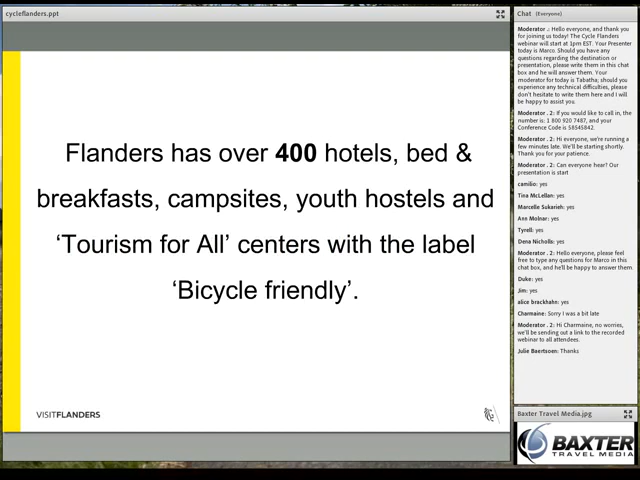 cycleflanders.ppt
Flanders has over 400 hotels, bed &
breakfasts, campsites, youth hostels and
‘Tourism for All’ centers with the label
‘Bicycle friendly’.
VISITFLANDERS
Chat (Everyone)
Moderator .: Hello everyone, and thank you
for joining us today! The Cycle Flanders
webinar will start at 1pm EST. Your Presenter
today is Marco. Should you have any
questions regarding the destination or
presentation, please write them in this chat
box and he will answer them. Your
moderator for today is Tabatha; should you
experience any technical difficulties, please
don't hesitate to write them here and I will
be happy to assist you.
Moderator . 2: If you would like to call in, the
number is: 1 800 920 7487, and your
Conference Code is 58545842.
Moderator . 2: Hi everyone, we're running a
few minutes late. We'll be starting shortly.
Thank you for your patience.
Moderator . 2: Can everyone hear? Our
presentation is start
camilio: yes
Tina McLellan: yes
Marcelle Sukarieh: yes
Ann Molnar: yes
Tyrell: yes
Dena Nicholls: yes
Moderator . 2: Hello everyone, please feel
free to type any questions for Marco in this
chat box, and he'll be happy to answer them.
Duke: yes
Jim: yes
alice brackhahn: yes
Charmaine: Sorry I was a bit late
Moderator . 2: Hi Charmaine, no worries,
we'll be sending out a link to the recorded
webinar to all attendees.
Julie Baertsoen: Thanks
Baxter Travel Media.jpg
BAXTER
TRAVEL MEDIA